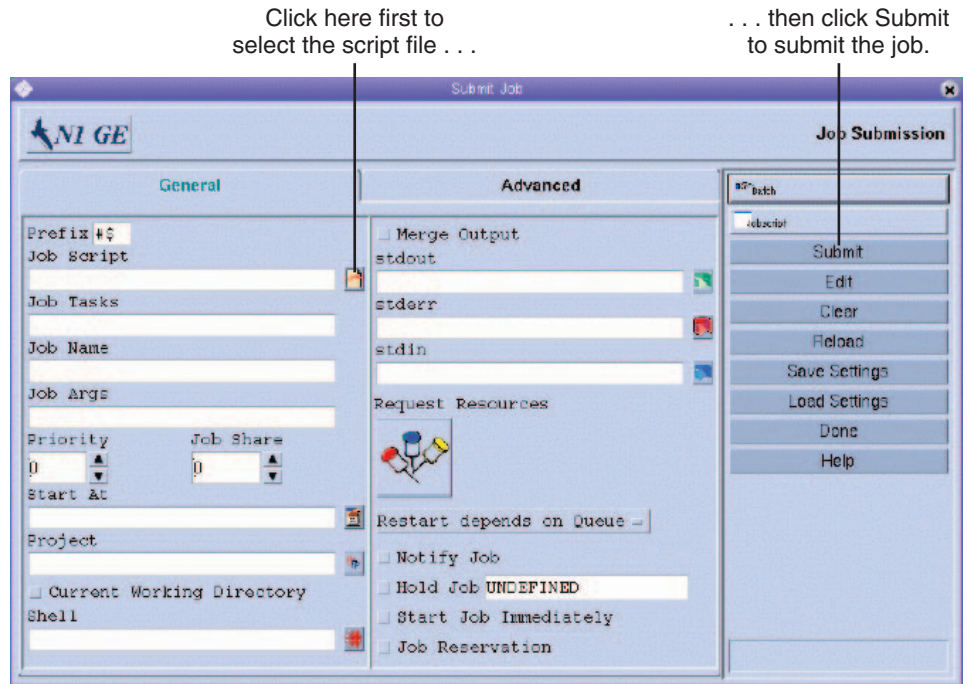 Click here first to
select the script file . . .
. . . then click Submit
to submit the job.
Submit Job
N1 GE
Job Submission
General
Advanced
Prefix #$
Job Script
Job Tasks
Job Name
Job Args
Priority
Job Share
0
0
Start At
Project
Current Working Directory
Shell
Merge Output
stdout
stderr
stdin
Request Resources
Restart depends on Queue
Notify Job
Hold Job UNDEFINED
Start Job Immediately
Job Reservation
Batch
Jobscript
Submit
Edit
Clear
Reload
Save Settings
Load Settings
Done
Help